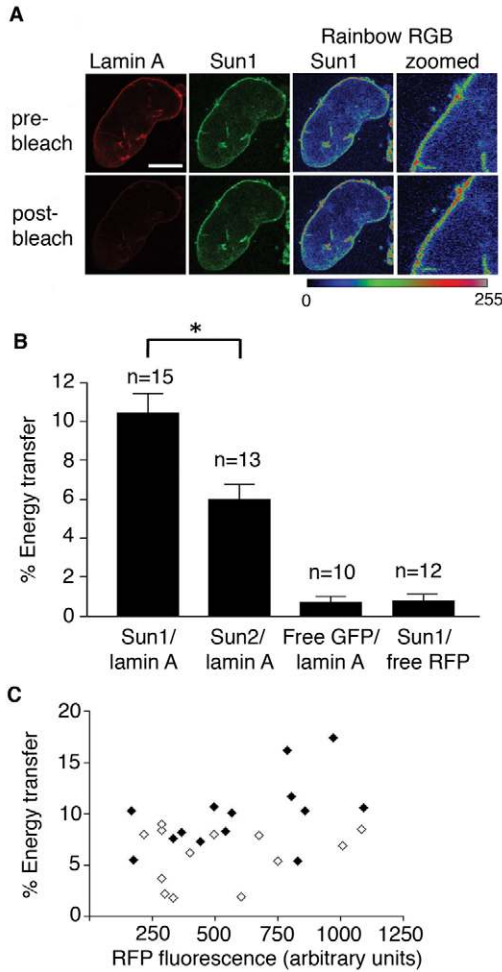 A
Rainbow RGB
Lamin A Sun1 Sun1 zoomed
pre-
bleach
post-
bleach
0 255
B
*
n=15
n=13
n=10
n=12
% Energy transfer
12
10
8
6
4
2
0
Sun1/
lamin A
Sun2/
lamin A
Free GFP/
lamin A
Sun1/
free RFP
C
% Energy transfer
20
15
10
5
0
250 500 750 1000 1250
RFP fluorescence (arbitrary units)